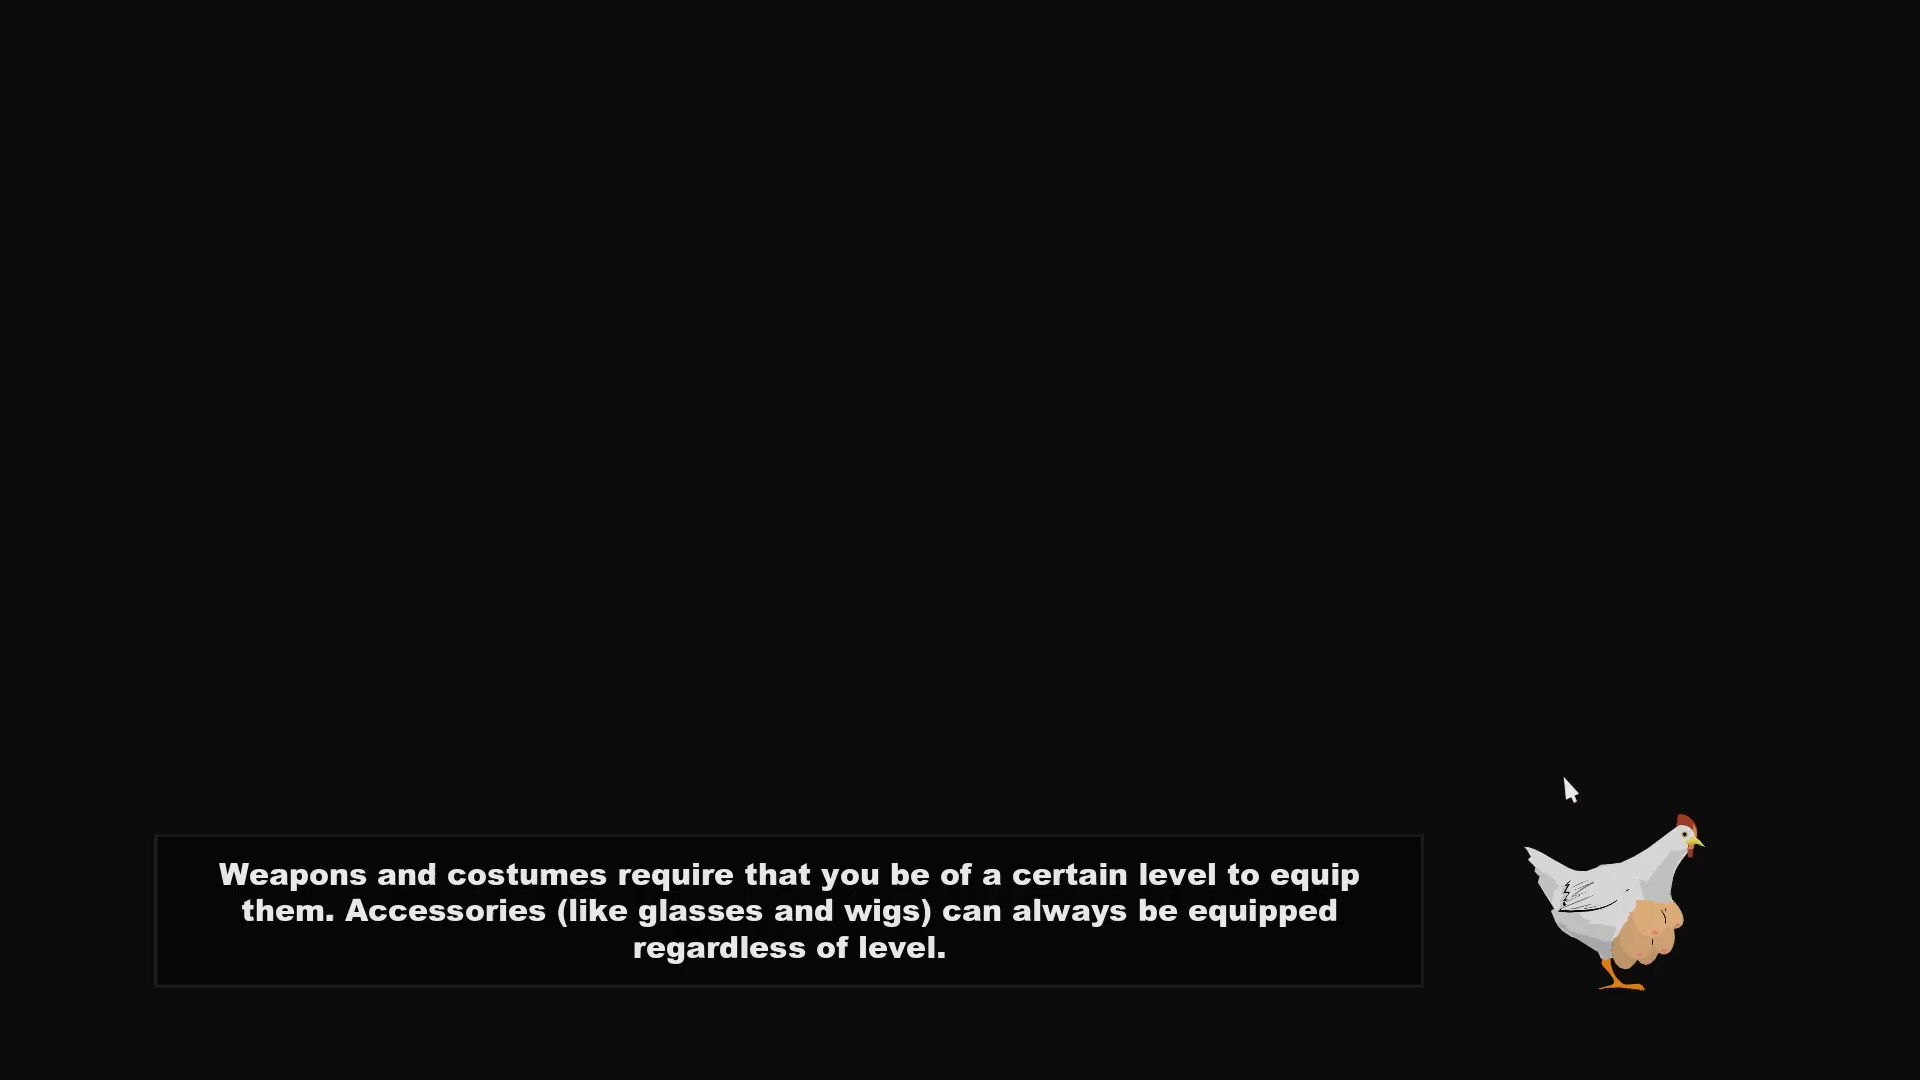 Weapons and costumes require that you be of a certain level to equip
them. Accessories (like glasses and wigs) can always be equipped
regardless of level.